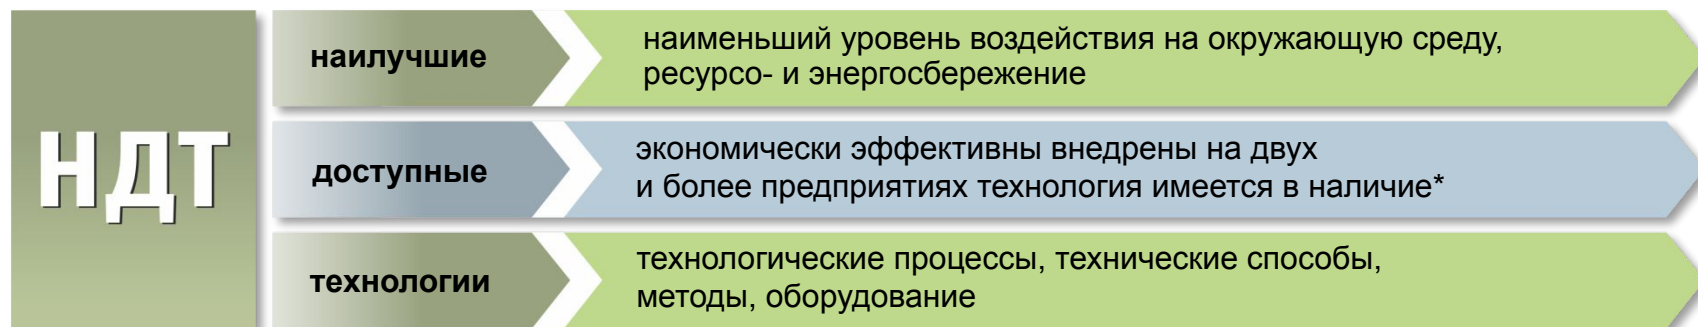 НДТ
наилучшие
наименьший уровень воздействия на окружающую среду,
ресурсо- и энергосбережение
доступные
экономически эффективны внедрены на двух
и более предприятиях технология имеется в наличие*
технологии
технологические процессы, технические способы,
методы, оборудование